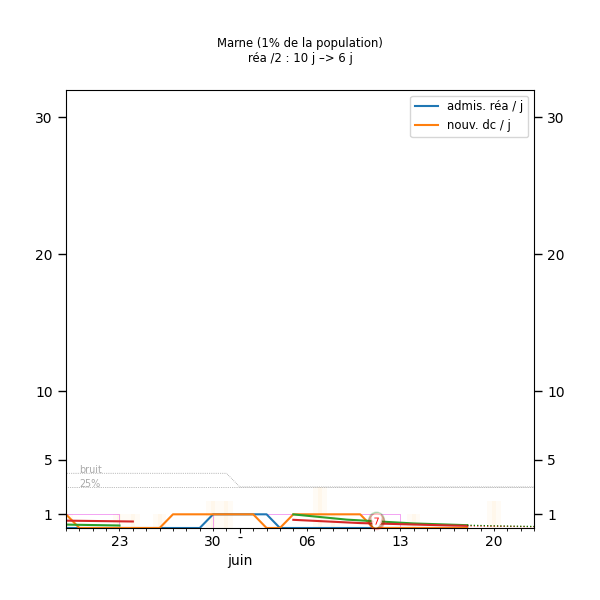 Marne (1% de la population)
réa /2 : 10 j –> 6 j
admis. réa / j
nouv. dc / j
30 30
20 20
10 10
5 5
bruit
25%
1 1
7
23 30 - 06 13 20
juin